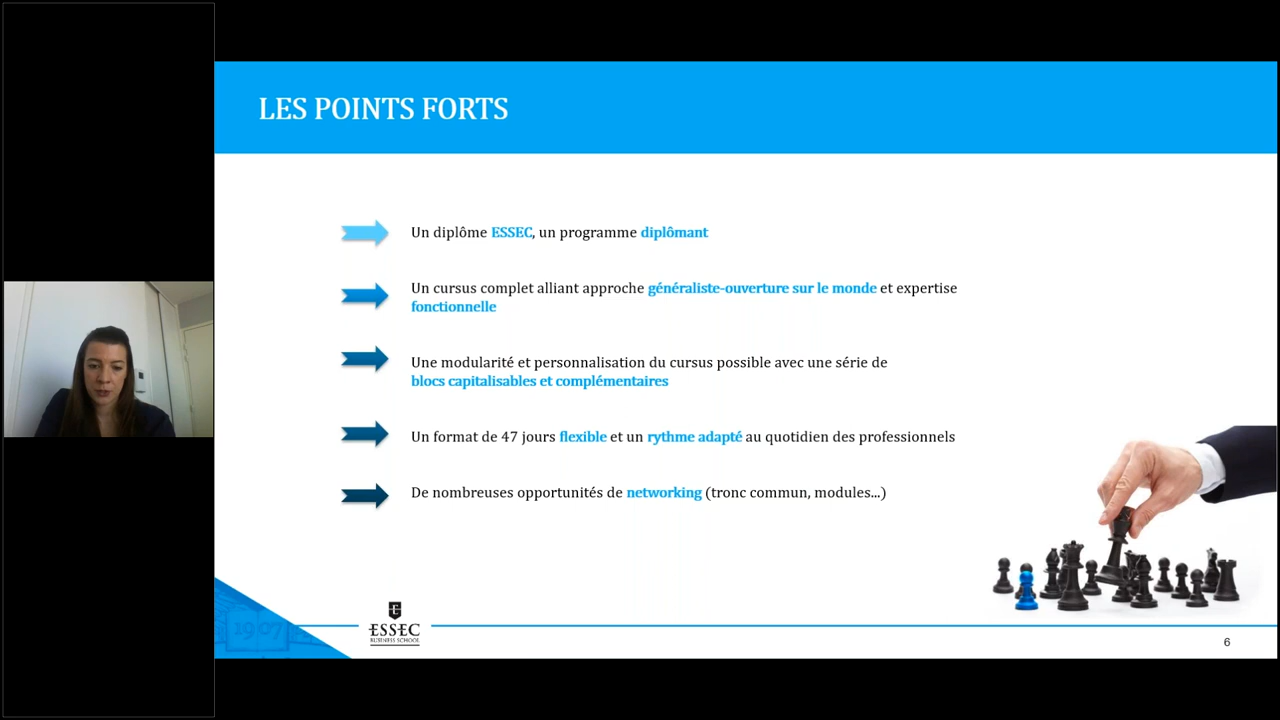 LES POINTS FORTS
Un diplôme ESSEC, un programme diplômant
Un cursus complet alliant approche généraliste-ouverture sur le monde et expertise
fonctionnelle
Une modularité et personnalisation du cursus possible avec une série de
blocs capitalisables et complémentaires
Un format de 47 jours flexible et un rythme adapté au quotidien des professionnels
De nombreuses opportunités de networking (tronc commun, modules...)
1907
E
ESSEC
BUSINESS SCHOOL
6